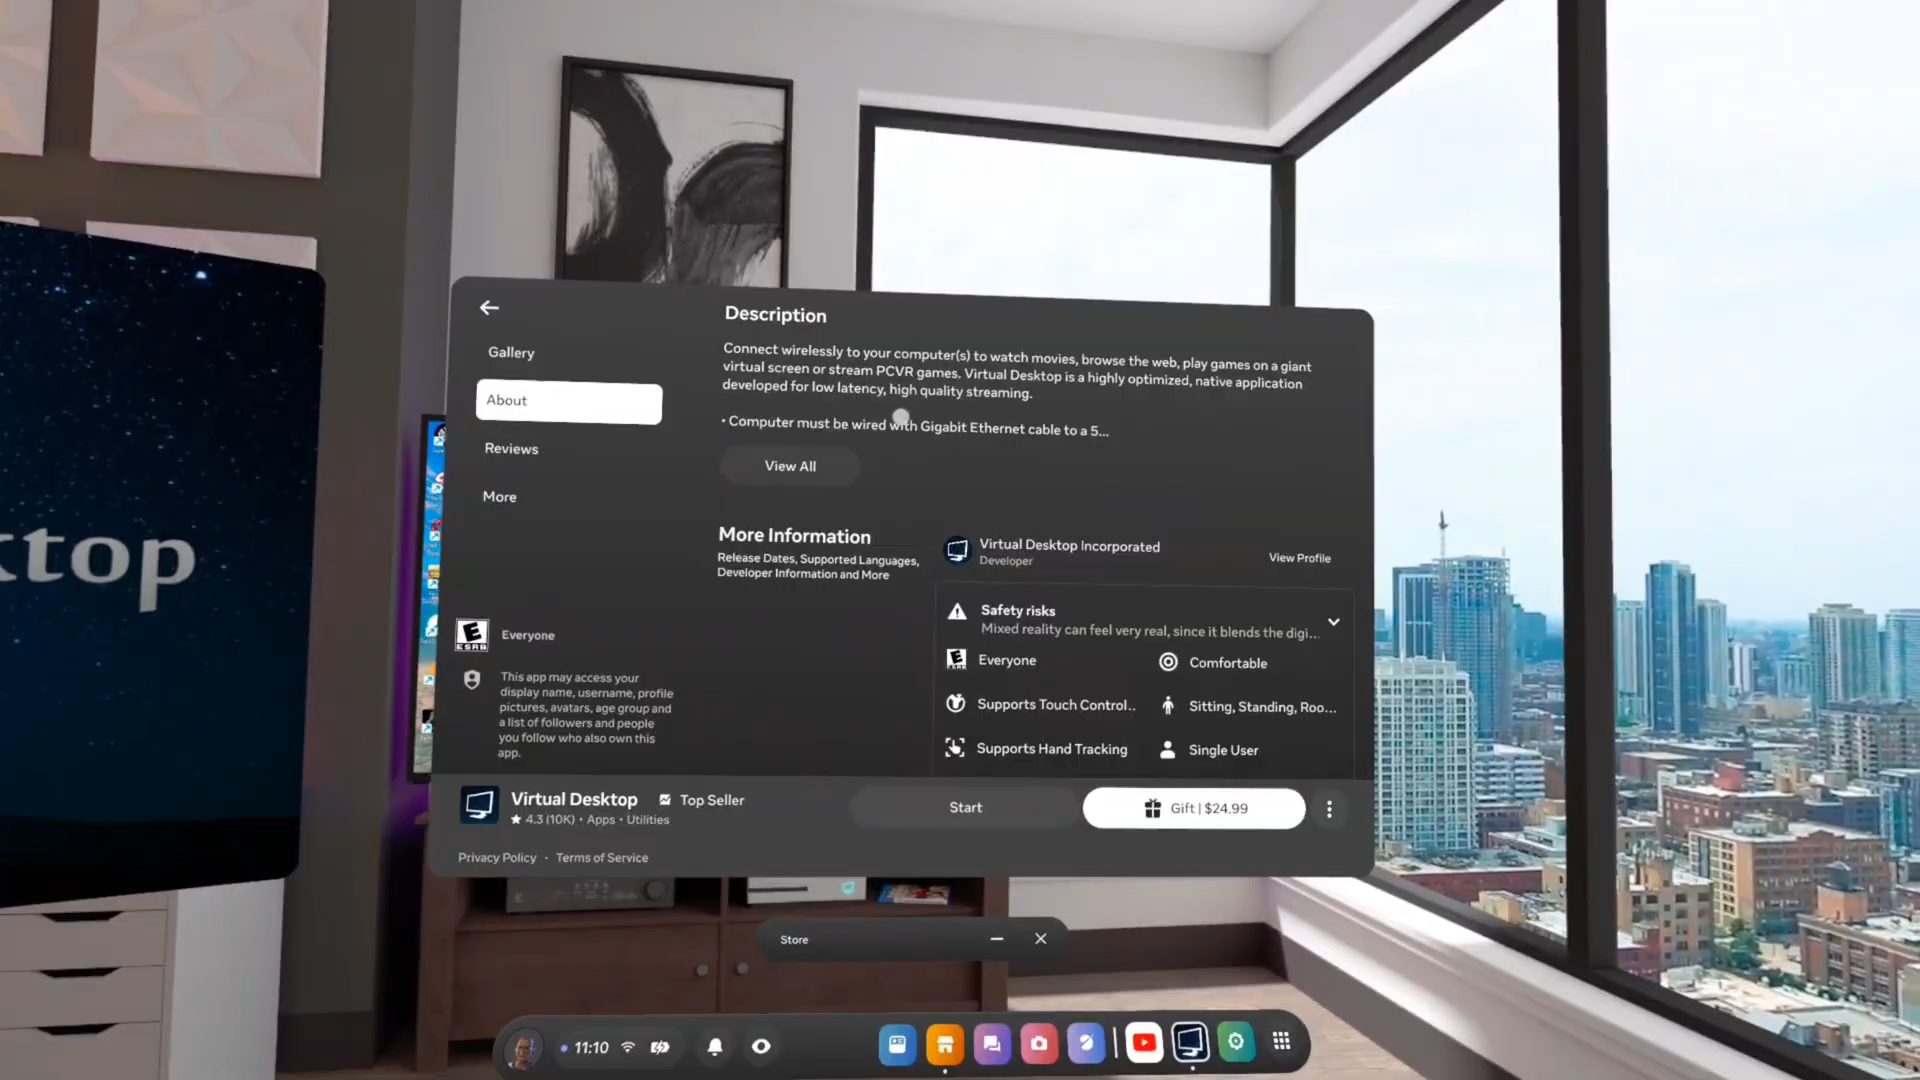 Description
Connect wirelessly to your computer(s) to watch movies, browse the web, play games on a giant
virtual screen or stream PCVR games. Virtual Desktop is a highly optimized, native application
developed for low latency, high quality streaming.
• Computer must be wired with Gigabit Ethernet cable to a 5...
View All
Gallery
About
Reviews
More
ktop
More Information
Release Dates, Supported Languages,
Developer Information and More
Virtual Desktop Incorporated
Developer
View Profile
Safety risks
Mixed reality can feel very real, since it blends the digi...
E
ESRB
Everyone
This app may access your
display name, username, profile
pictures, avatars, age group and
a list of followers and people
you follow who also own this
app.
Everyone
Comfortable
Supports Touch Control..
Sitting, Standing, Roo...
Supports Hand Tracking
Single User
Virtual Desktop
Top Seller
★ 4.3 (10K) • Apps • Utilities
Start
Gift | $24.99
Privacy Policy • Terms of Service
Store
11:10